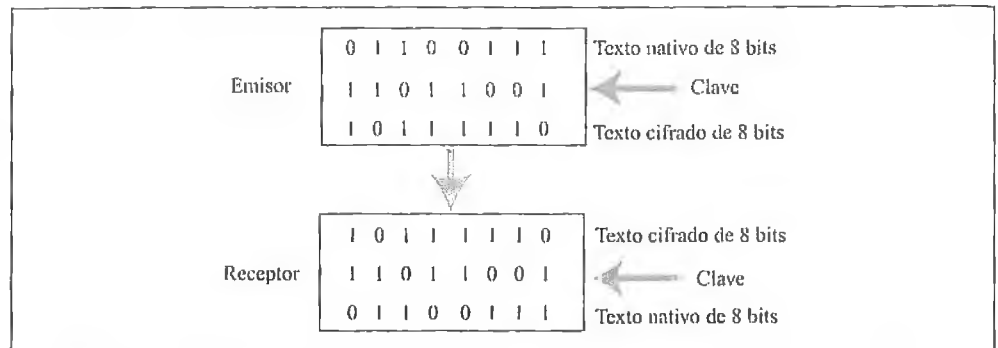 0 1 1 0 0 1 1 1 Texto nativo de 8 bits
Emisor 1 1 0 1 1 0 0 1 Clave
1 0 1 1 1 1 1 0 Texto cifrado de 8 bits
1 0 1 1 1 1 1 0 Texto cifrado de 8 bits
Receptor 1 1 0 1 1 0 0 1 Clave
0 1 1 0 0 1 1 1 Texto nativo de 8 bits